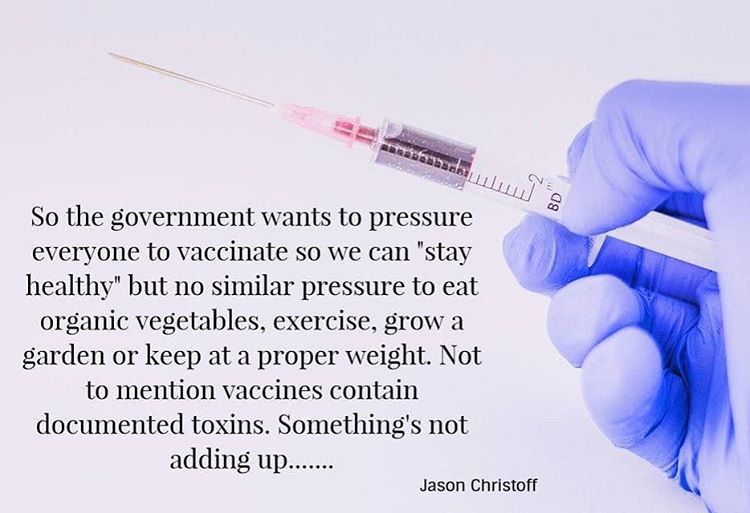 2
BD
So the government wants to pressure
everyone to vaccinate so we can "stay
healthy" but no similar pressure to eat
organic vegetables, exercise, grow a
garden or keep at a proper weight. Not
to mention vaccines contain
documented toxins. Something's not
adding up.......
Jason Christoff